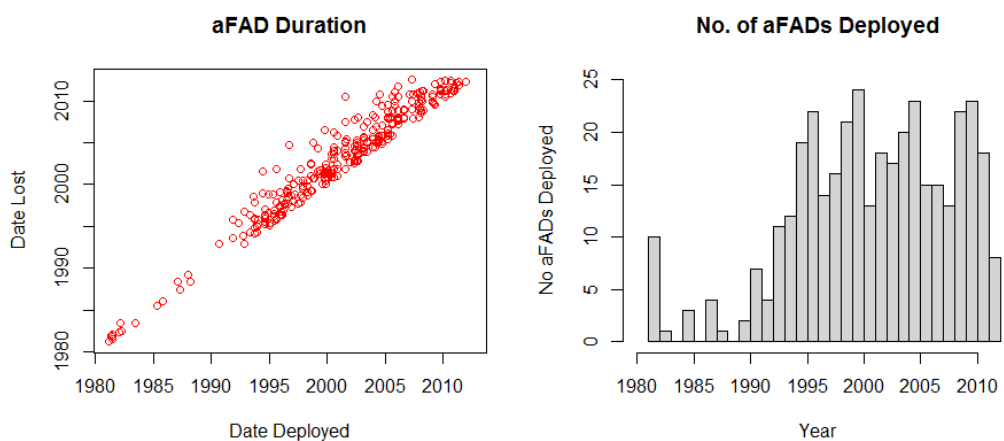 aFAD Duration
Date Lost
1980 1990 2000 2010
1980 1985 1990 1995 2000 2005 2010
Date Deployed
No. of aFADs Deployed
No aFADs Deployed
0 5 10 15 20 25
1980 1985 1990 1995 2000 2005 2010
Year